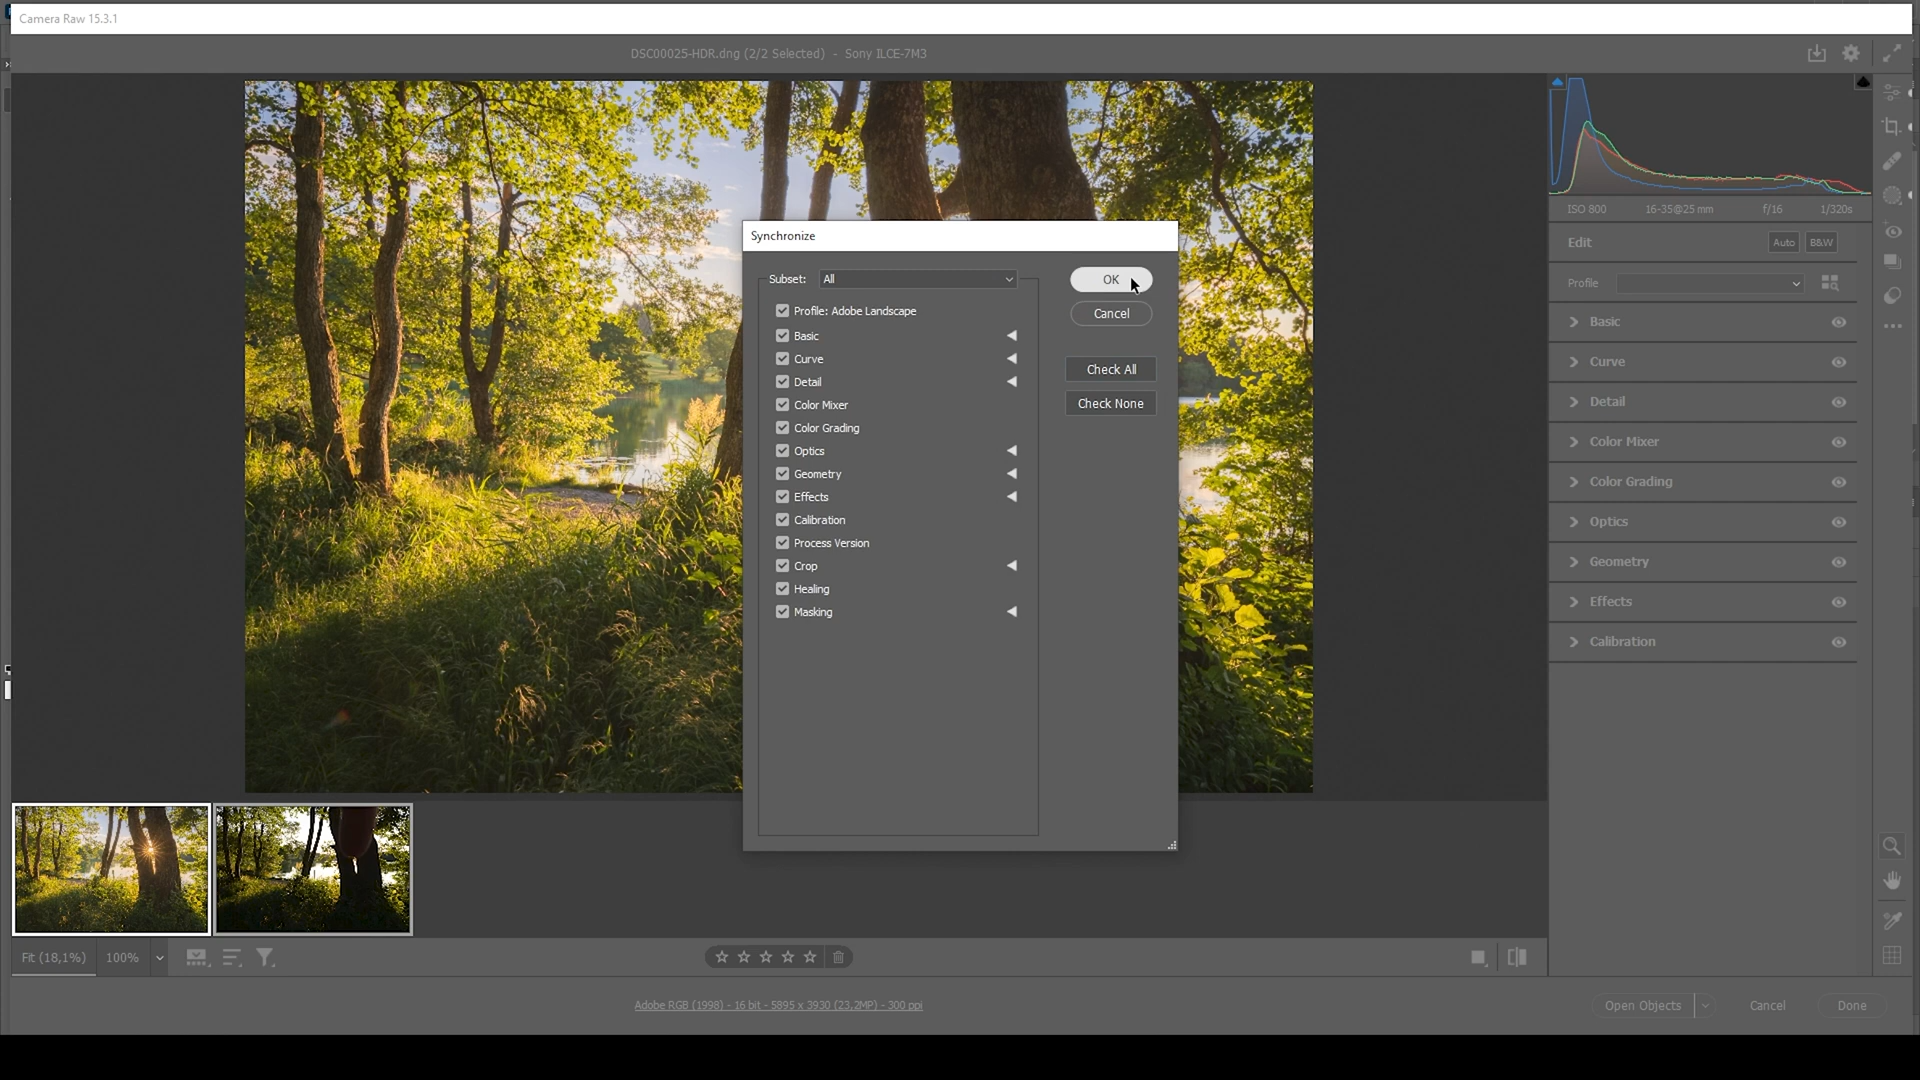 Camera Raw 15.3.1
DSC00025-HDR.dng (2/2 Selected) - Sony ILCE-7M3
ISO 800 16-35@25 mm f/16 1/320s
Edit Auto B&W
Profile
Basic
Curve
Detail
Color Mixer
Color Grading
Optics
Geometry
Effects
Calibration
Synchronize
Subset: All
OK
Cancel
Check All
Check None
Profile: Adobe Landscape
Basic
Curve
Detail
Color Mixer
Color Grading
Optics
Geometry
Effects
Calibration
Process Version
Crop
Healing
Masking
Fit (18,1%) 100%
Adobe RGB (1998) - 16 bit - 5895 x 3930 (23,2MP) - 300 ppi
Open Objects Cancel Done